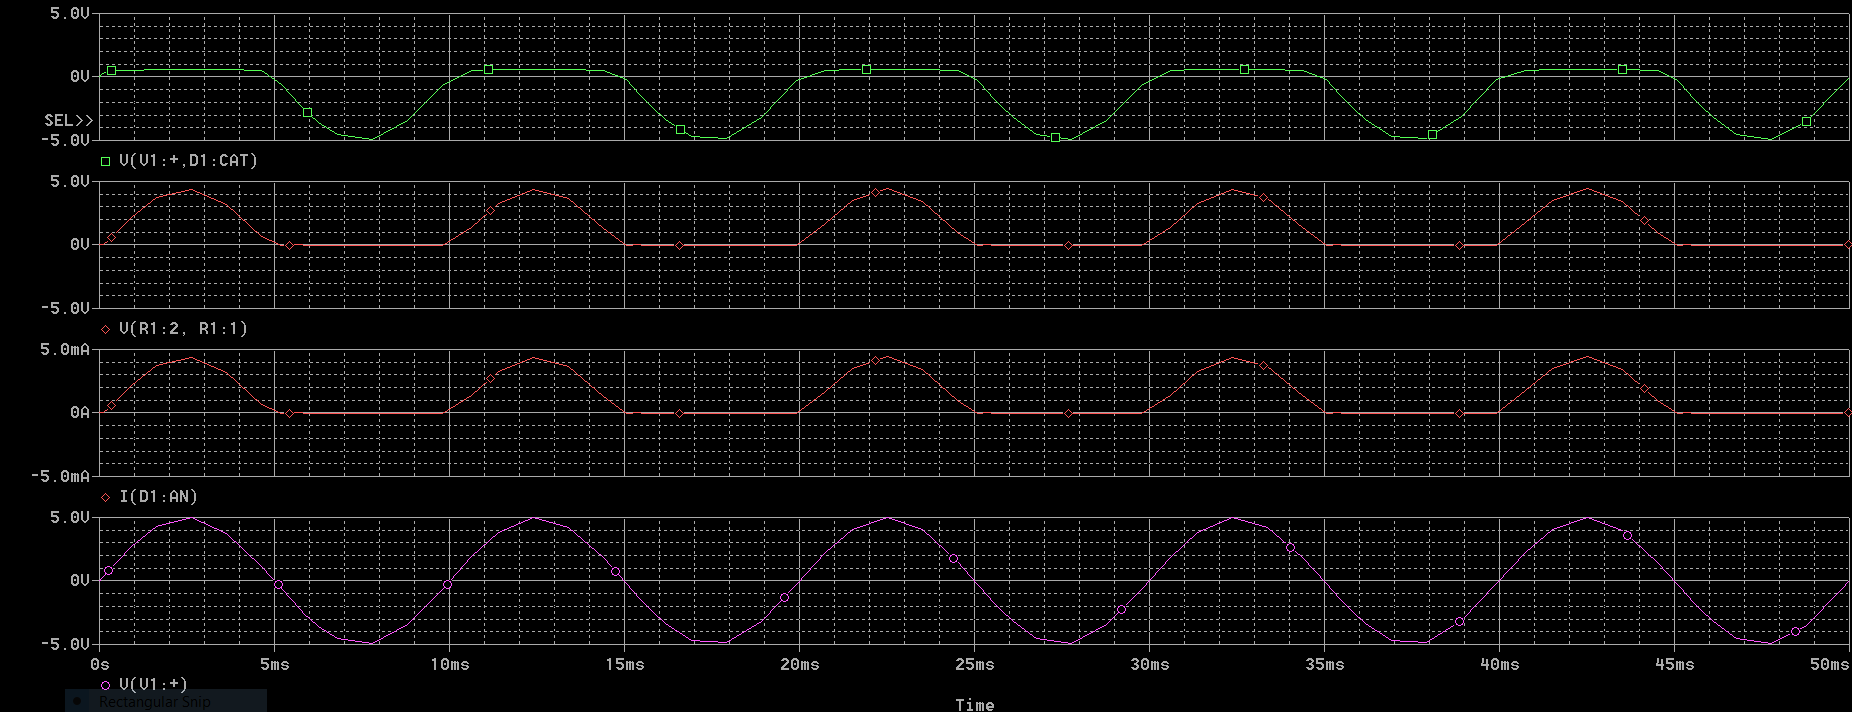 5.0V
0V
SEL>>
-5.0V
V(V1:+,D1:CAT)
5.0V
0V
-5.0V
V(R1:2, R1:1)
5.0mA
0A
-5.0mA
I(D1:AN)
5.0V
0V
-5.0V
0s 5ms 10ms 15ms 20ms 25ms 30ms 35ms 40ms 45ms 50ms
V(V1:+)
Rectangular Snip
Time